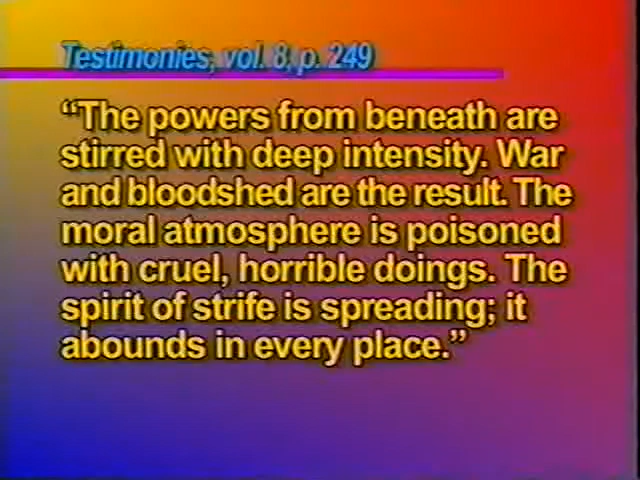 Testimonies, vol. 8, p. 249
“The powers from beneath are
stirred with deep intensity. War
and bloodshed are the result. The
moral atmosphere is poisoned
with cruel, horrible doings. The
spirit of strife is spreading; it
abounds in every place.”